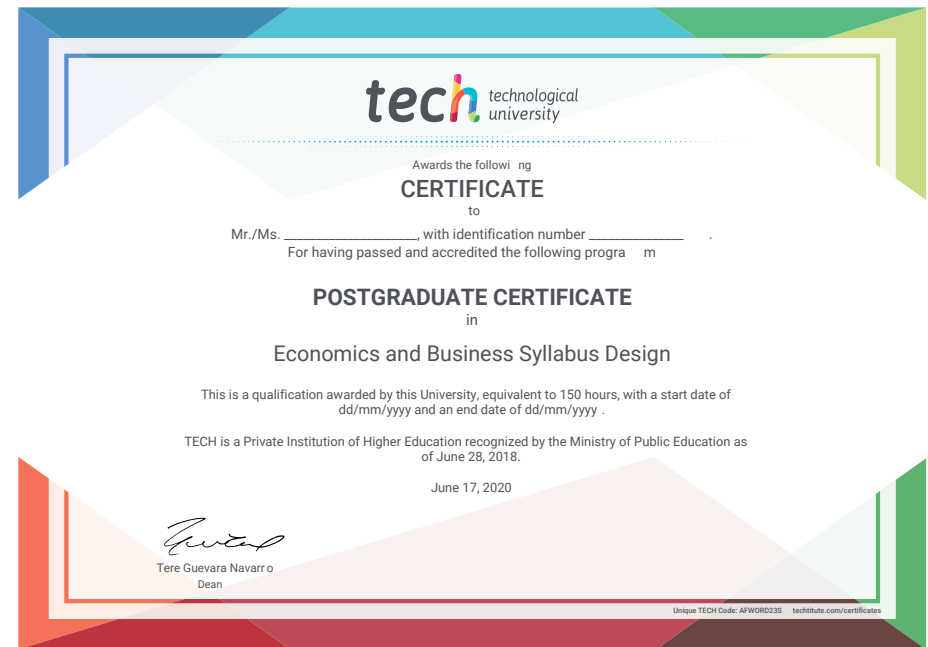 tech technological
university
Awards the followi ng
CERTIFICATE
to
Mr./Ms. ____________________, with identification number ______________ .
For having passed and accredited the following progra m
POSTGRADUATE CERTIFICATE
in
Economics and Business Syllabus Design
This is a qualification awarded by this University, equivalent to 150 hours, with a start date of
dd/mm/yyyy and an end date of dd/mm/yyyy .
TECH is a Private Institution of Higher Education recognized by the Ministry of Public Education as
of June 28, 2018.
June 17, 2020
Tere Guevara Navarr o
Dean
Unique TECH Code: AFWORD23S techtitute.com/certificates